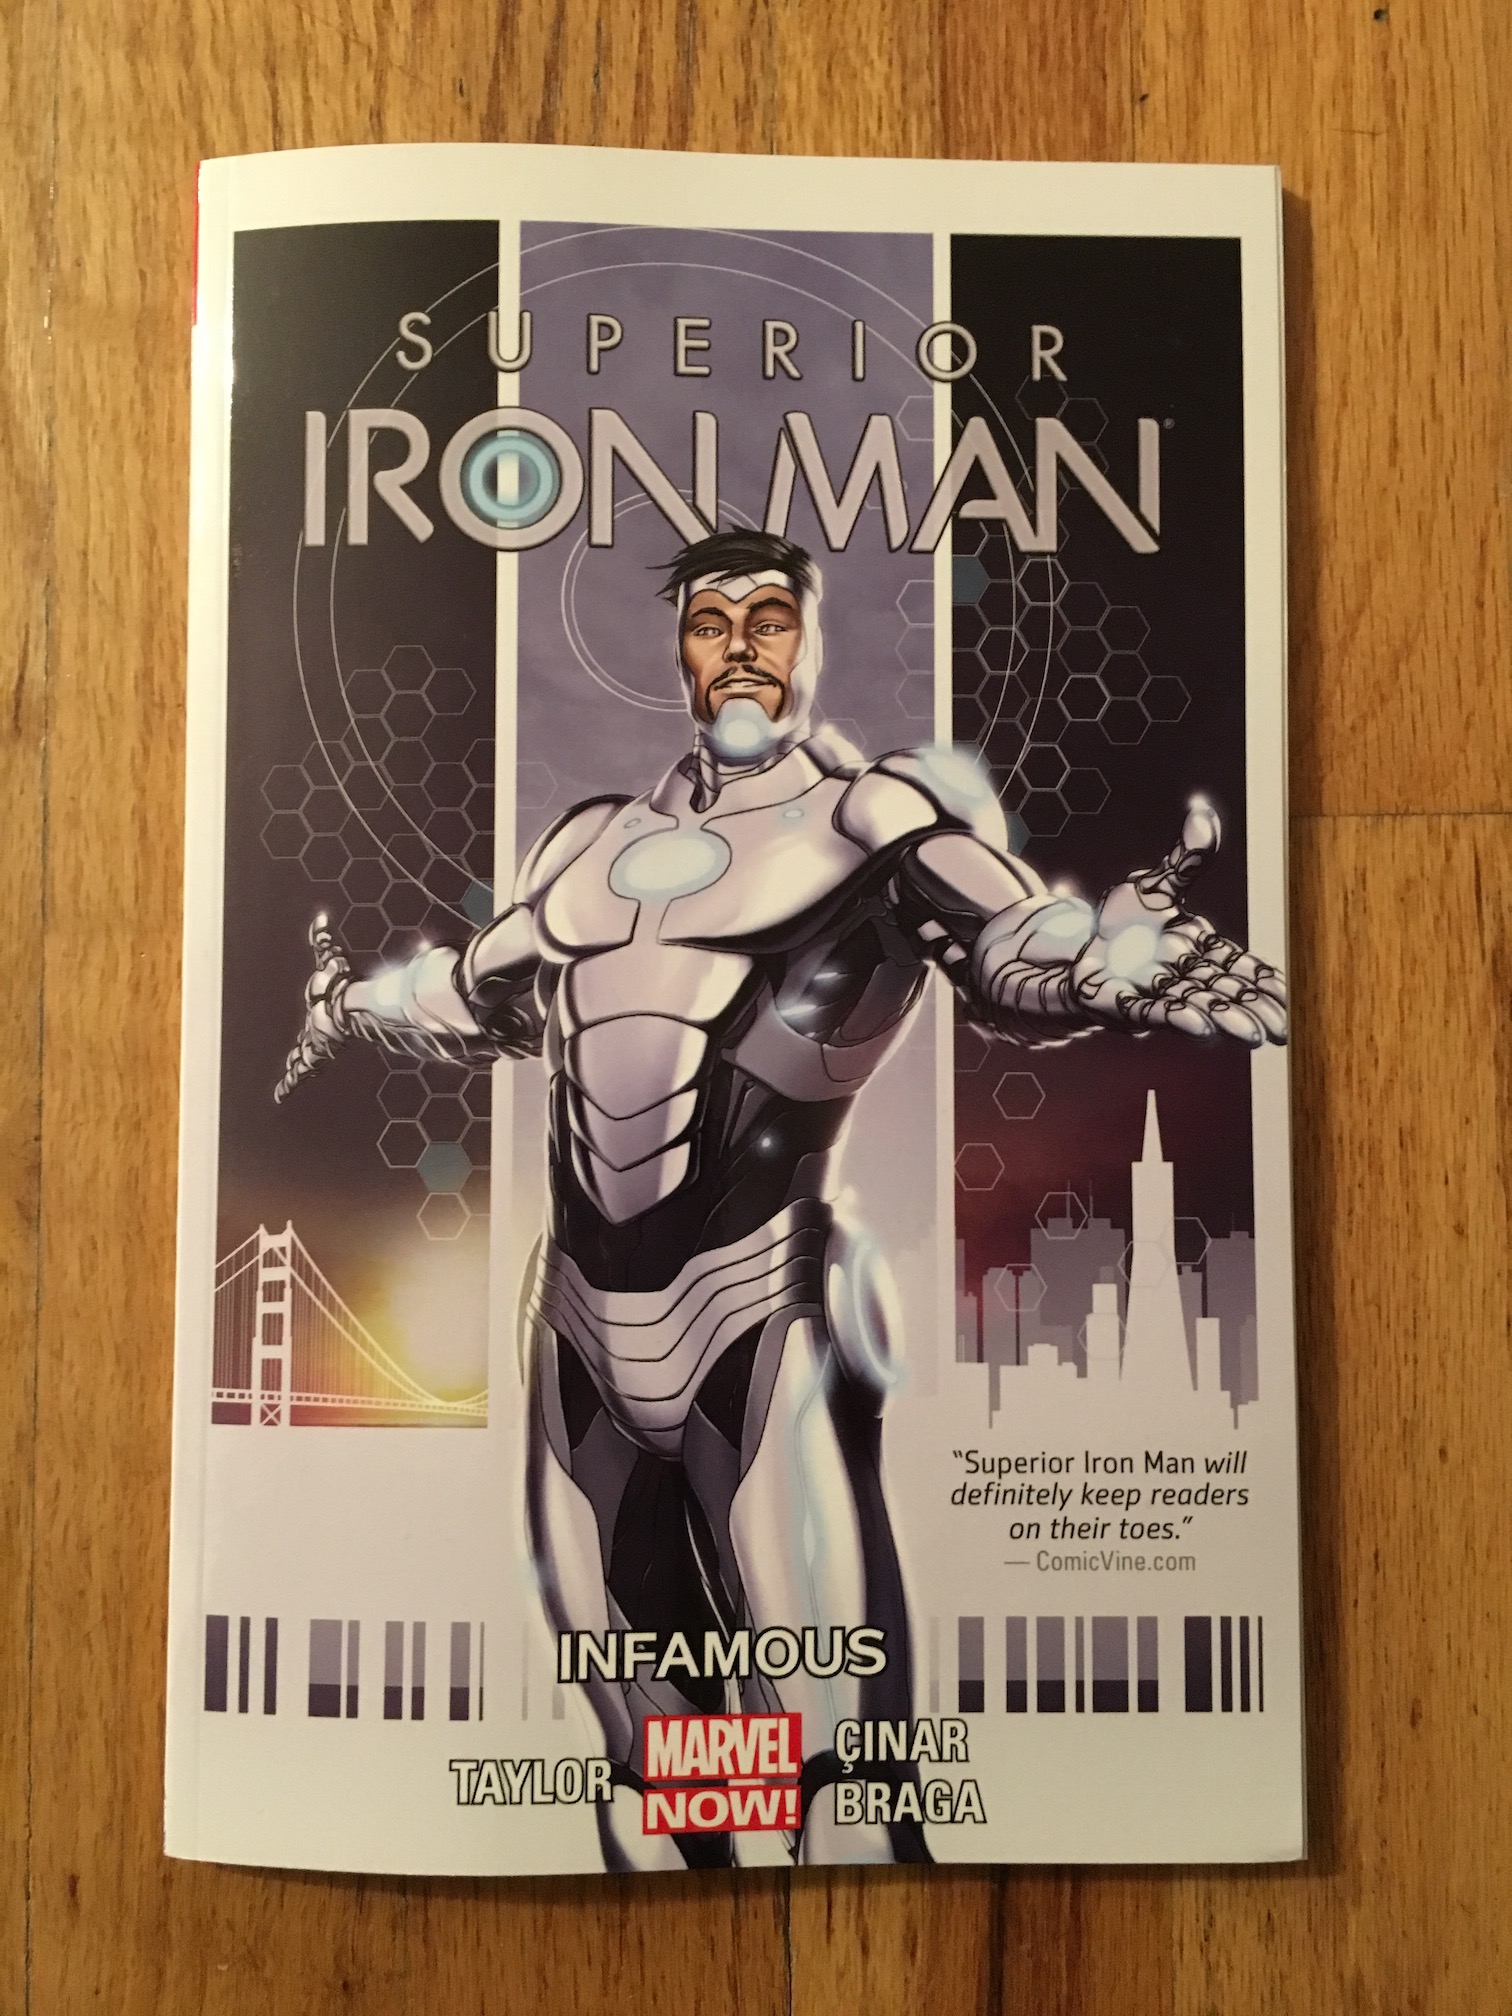 SUPERIOR
IRON MAN®
"Superior Iron Man will
definitely keep readers
on their toes."
— ComicVine.com
INFAMOUS
TAYLOR
MARVEL
NOW!
ÇINAR
BRAGA